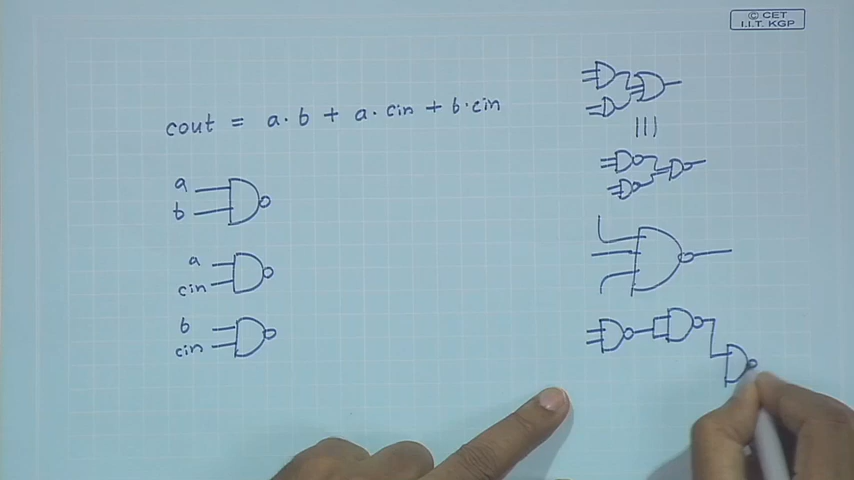 © CET
I.I.T. KGP
cout = a·b + a·cin + b·cin
a
b
a
cin
b
cin